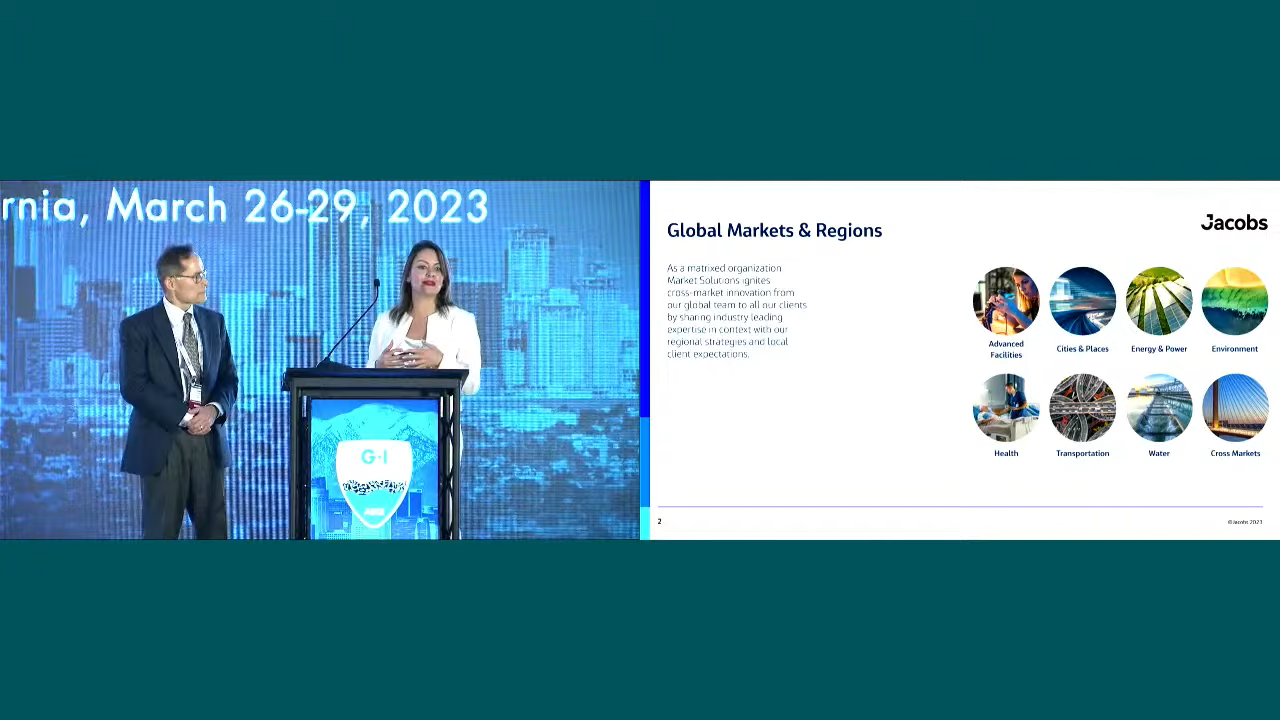 rnia, March 26-29, 2023
G-I
Global Markets & Regions
Jacobs
As a matrixed organization
Market Solutions ignites
cross-market innovation from
our global team to all our clients
by sharing industry leading
expertise in context with our
regional strategies and local
client expectations.
Advanced
Facilities
Cities & Places
Energy & Power
Environment
Health
Transportation
Water
Cross Markets
2
©Jacobs 2023